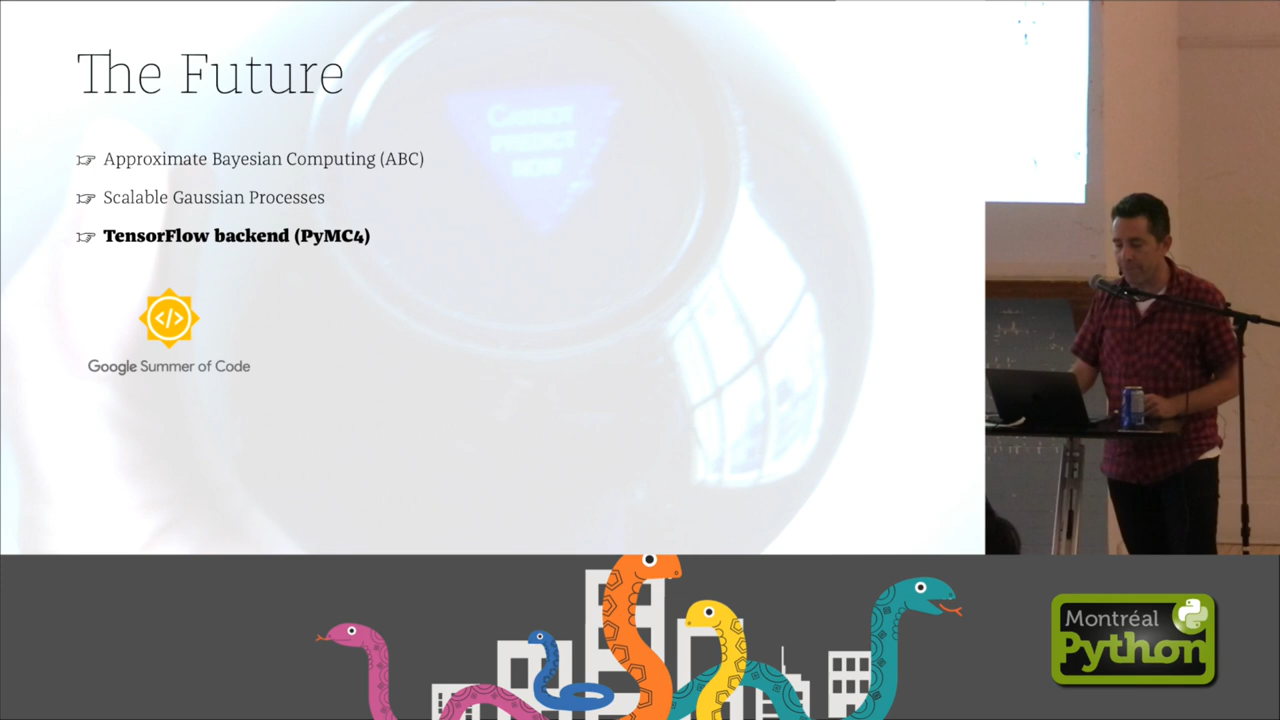 The Future
Approximate Bayesian Computing (ABC)
Scalable Gaussian Processes
TensorFlow backend (PyMC4)
</>
Google Summer of Code
Montréal
Python